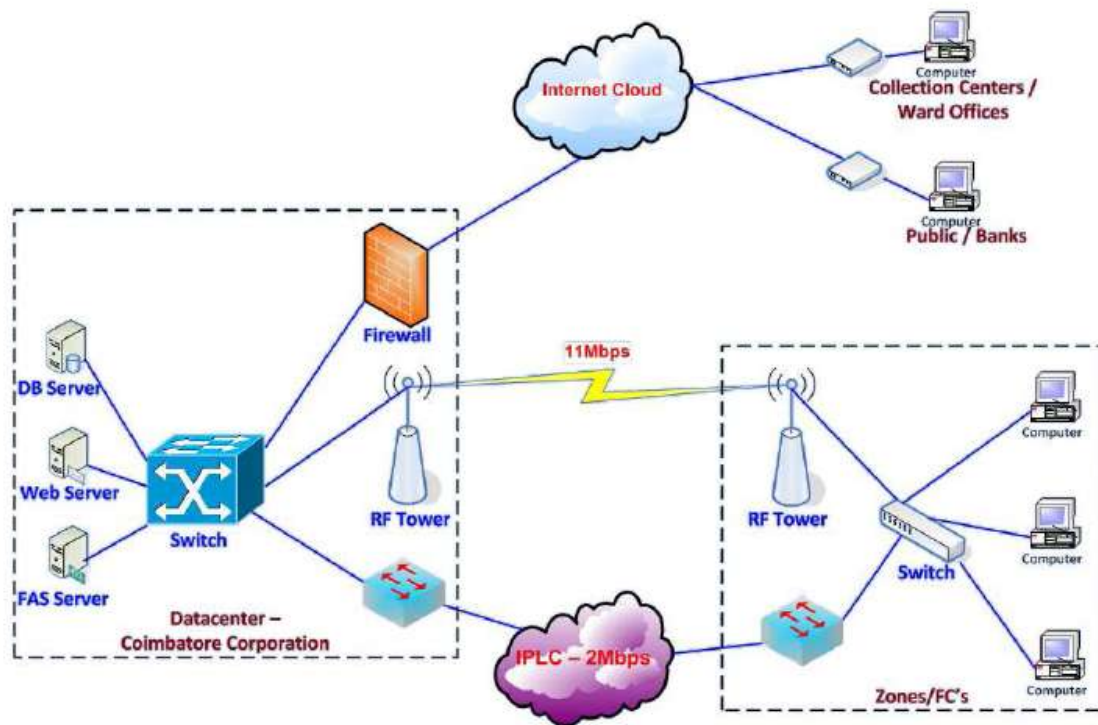 Internet Cloud
Computer
Collection Centers /
Ward Offices
Computer
Public / Banks
Firewall
11Mbps
DB Server
Web Server
FAS Server
Switch
RF Tower
RF Tower
Switch
Computer
Computer
Computer
Datacenter –
Coimbatore Corporation
IPLC – 2Mbps
Zones/FC's